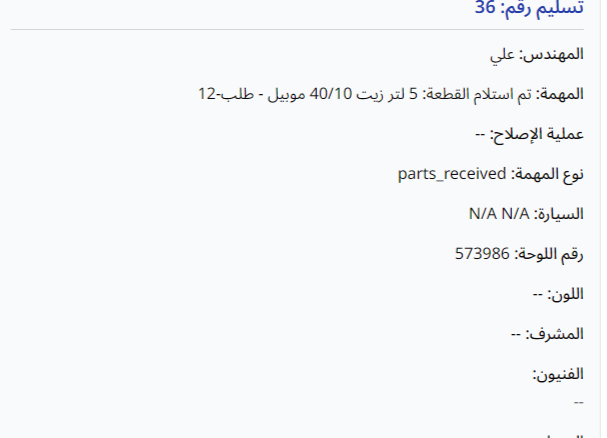 تسليم رقم: 36
المهندس: علي
المهمة: تم استلام القطعة: 5 لتر زيت 40/10 موبيل - طلب-12
عملية الإصلاح: --
نوع المهمة: parts_received
السيارة: N/A N/A
رقم اللوحة: 573986
اللون: --
المشرف: --
الفنيون:
--